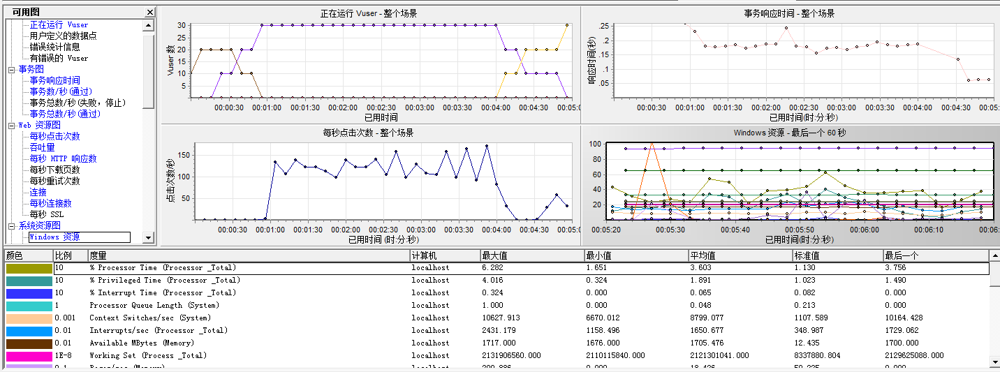 可用图
正在运行 Vuser
用户定义的数据点
错误统计信息
有错误的 Vuser
事务图
事务响应时间
事务数/秒(通过)
事务总数/秒(失败,停止)
事务总数/秒(通过)
Web 资源图
每秒点击次数
吞吐量
每秒 HTTP 响应数
每秒下载页数
每秒重试次数
连接
每秒连接数
每秒 SSL
系统资源图
Windows 资源
正在运行 Vuser - 整个场景
Vuser 数
30
25
20
15
10
5
00:00:30 00:01:00 00:01:30 00:02:00 00:02:30 00:03:00 00:03:30 00:04:00 00:04:30 00:05:0
已用时间
事务响应时间 - 整个场景
响应时间(秒)
.25
.2
.15
.1
.05
00:00:30 00:01:00 00:01:30 00:02:00 00:02:30 00:03:00 00:03:30 00:04:00 00:04:30 00:05:
已用时间(时:分:秒)
每秒点击次数 - 整个场景
点击次数/秒
150
100
50
00:00:30 00:01:00 00:01:30 00:02:00 00:02:30 00:03:00 00:03:30 00:04:00 00:04:30 00:05:0
已用时间 (时:分:秒)
Windows 资源 - 最后一个 60 秒
100
80
60
40
20
00:05:20 00:05:30 00:05:40 00:05:50 00:06:00 00:06:10 00:06:
已用时间(时:分:秒)
颜色 比例 度量 计算机 最大值 最小值 平均值 标准值 最后一个
10 % Processor Time (Processor _Total) localhost 6.282 1.651 3.603 1.130 3.756
10 % Privileged Time (Processor _Total) localhost 4.016 0.324 1.891 1.023 1.490
10 % Interrupt Time (Processor _Total) localhost 0.324 0.000 0.065 0.082 0.000
1 Processor Queue Length (System) localhost 1.000 0.000 0.048 0.213 0.000
0.001 Context Switches/sec (System) localhost 10627.913 6670.012 8799.077 1107.589 10164.428
0.01 Interrupts/sec (Processor _Total) localhost 2431.179 1158.496 1650.677 348.987 1729.062
0.01 Available MBytes (Memory) localhost 1717.000 1676.000 1705.476 12.435 1700.000
1E-8 Working Set (Process _Total) localhost 2131906560.000 2110115840.000 2121301041.000 8337880.804 2129625088.000